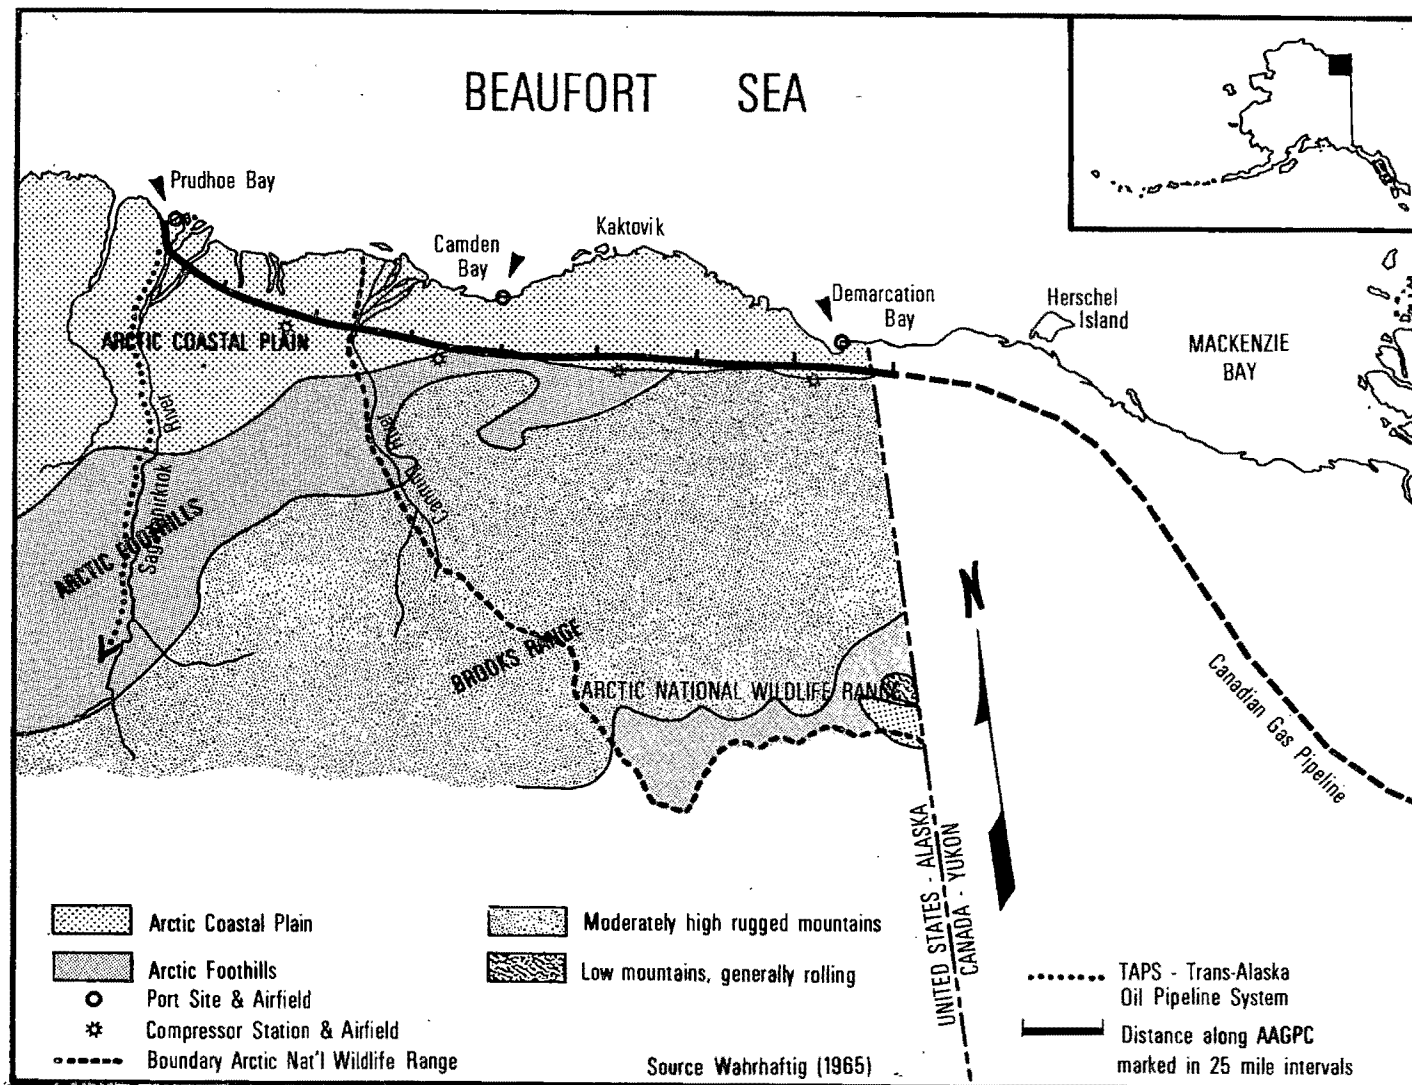 BEAUFORT SEA
Prudhoe Bay
Camden
Bay
Kaktovik
Demarcation
Bay
Herschel
Island
MACKENZIE
BAY
ARCTIC COASTAL PLAIN
River
Sagavanirktok
ARCTIC FOOTHILLS
River
Canning
BROOKS RANGE
ARCTIC NATIONAL WILDLIFE RANGE
N
Canadian Gas Pipeline
UNITED STATES - ALASKA
CANADA - YUKON
Arctic Coastal Plain
Arctic Foothills
Port Site & Airfield
Compressor Station & Airfield
Boundary Arctic Nat'l Wildlife Range
Moderately high rugged mountains
Low mountains, generally rolling
Source Wahrhaftig (1965)
TAPS - Trans-Alaska
Oil Pipeline System
Distance along AAGPC
marked in 25 mile intervals